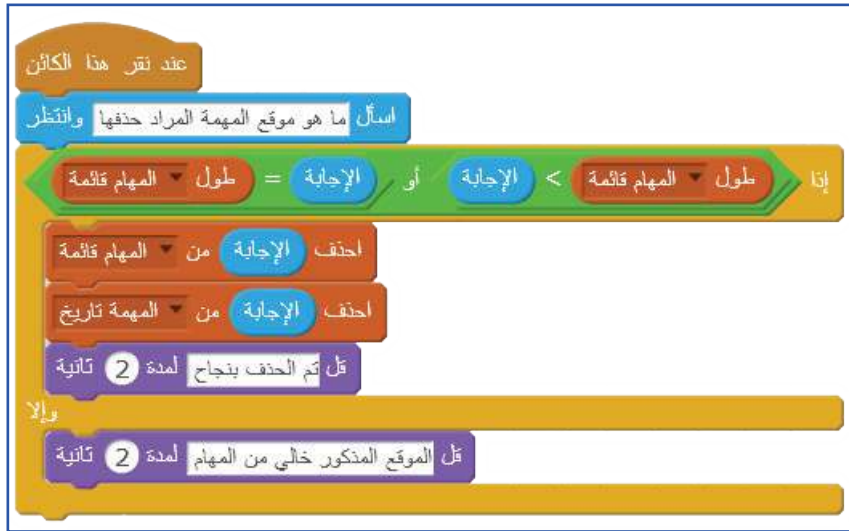 عند نقر هذا الكائن
اسأل ما هو موقع المهمة المراد حذفها وانتظر
إذا طول المهام قائمة > الإجابة أو الإجابة = طول المهام قائمة
احذف الإجابة من المهام قائمة
احذف الإجابة من المهمة تاريخ
قل تم الحذف بنجاح لمدة 2 ثانية
وإلا
قل الموقع المذكور خالي من المهام لمدة 2 ثانية